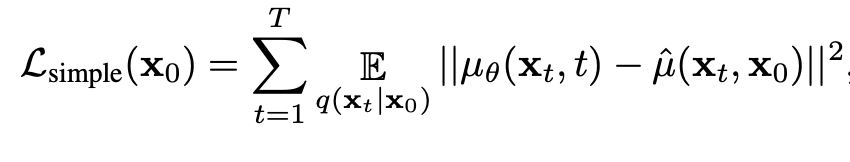 $\mathcal{L}_{\text{simple}}(\mathbf{x}_0) = \sum_{t=1}^{T} \underset{q(\mathbf{x}_t|\mathbf{x}_0)}{\mathbb{E}} ||\mu_\theta(\mathbf{x}_t, t) - \hat{\mu}(\mathbf{x}_t, \mathbf{x}_0)||^2,$